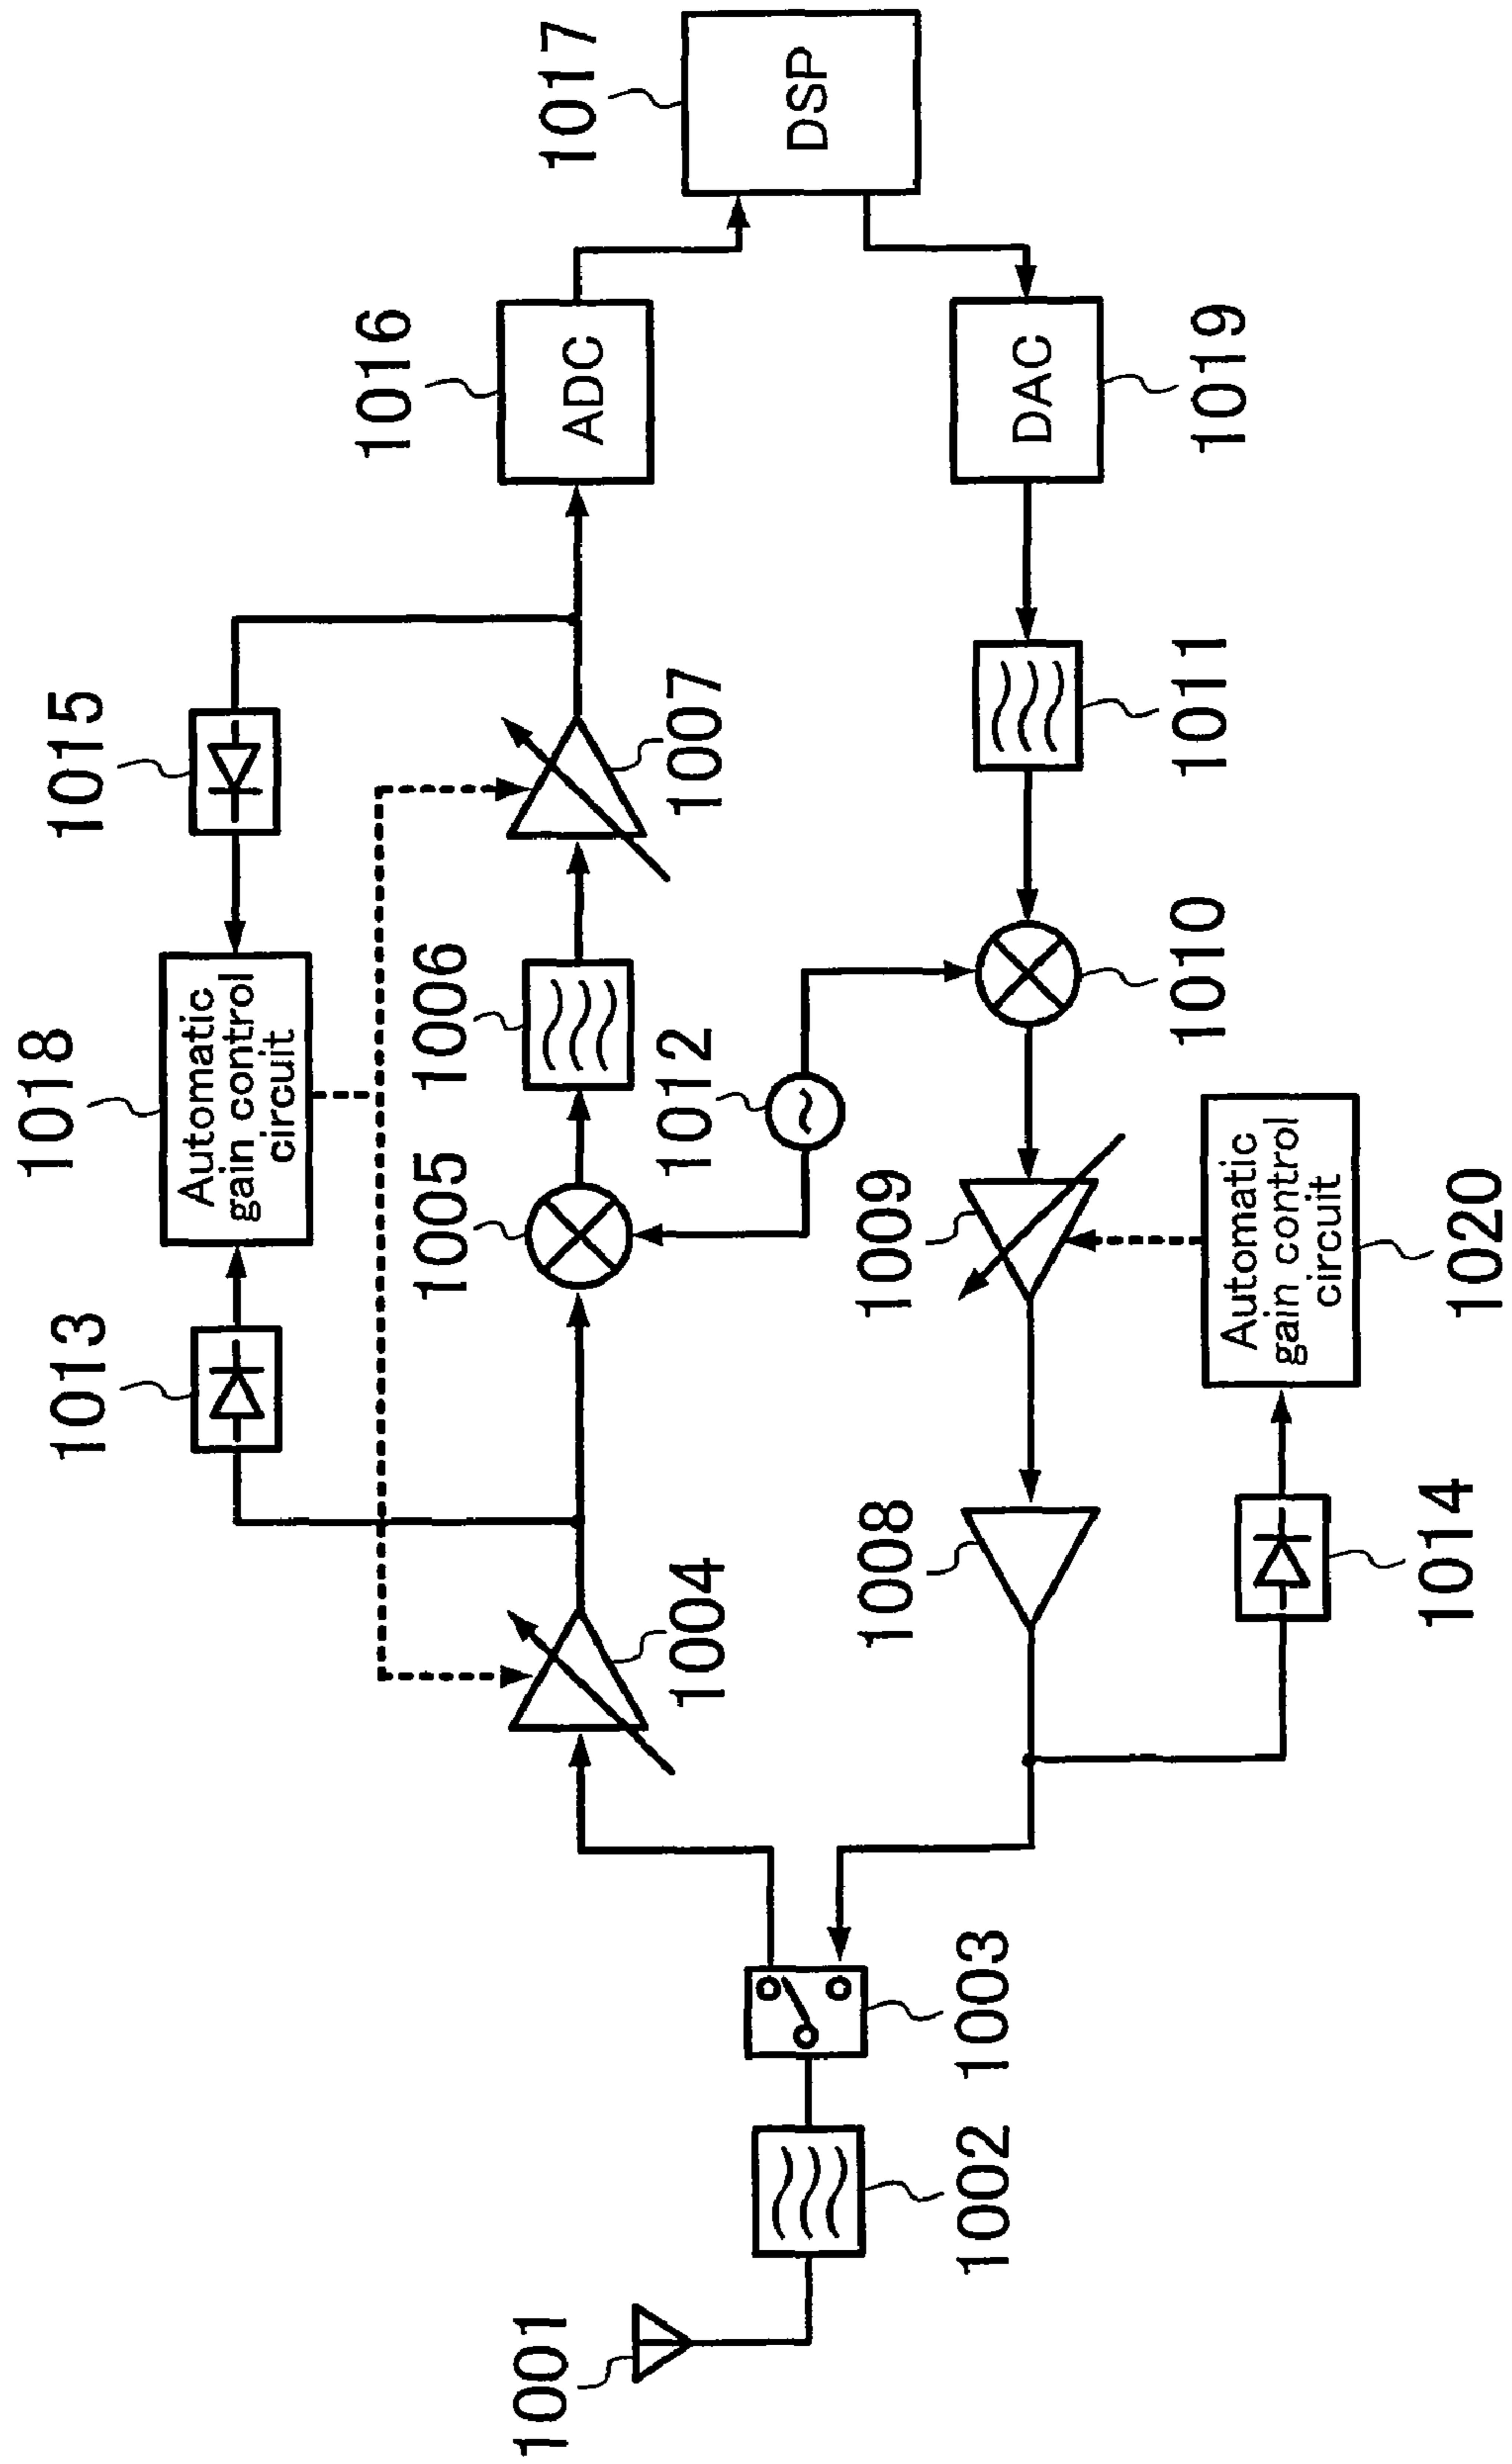 1018
1013
Automatic
gain control
circuit
1015
1016
1004
1005
1006
1007
ADC
1017
1012
DSP
1001
1002
1003
1008
1009
1010
1011
DAC
1019
Automatic
gain control
circuit
1014
1020